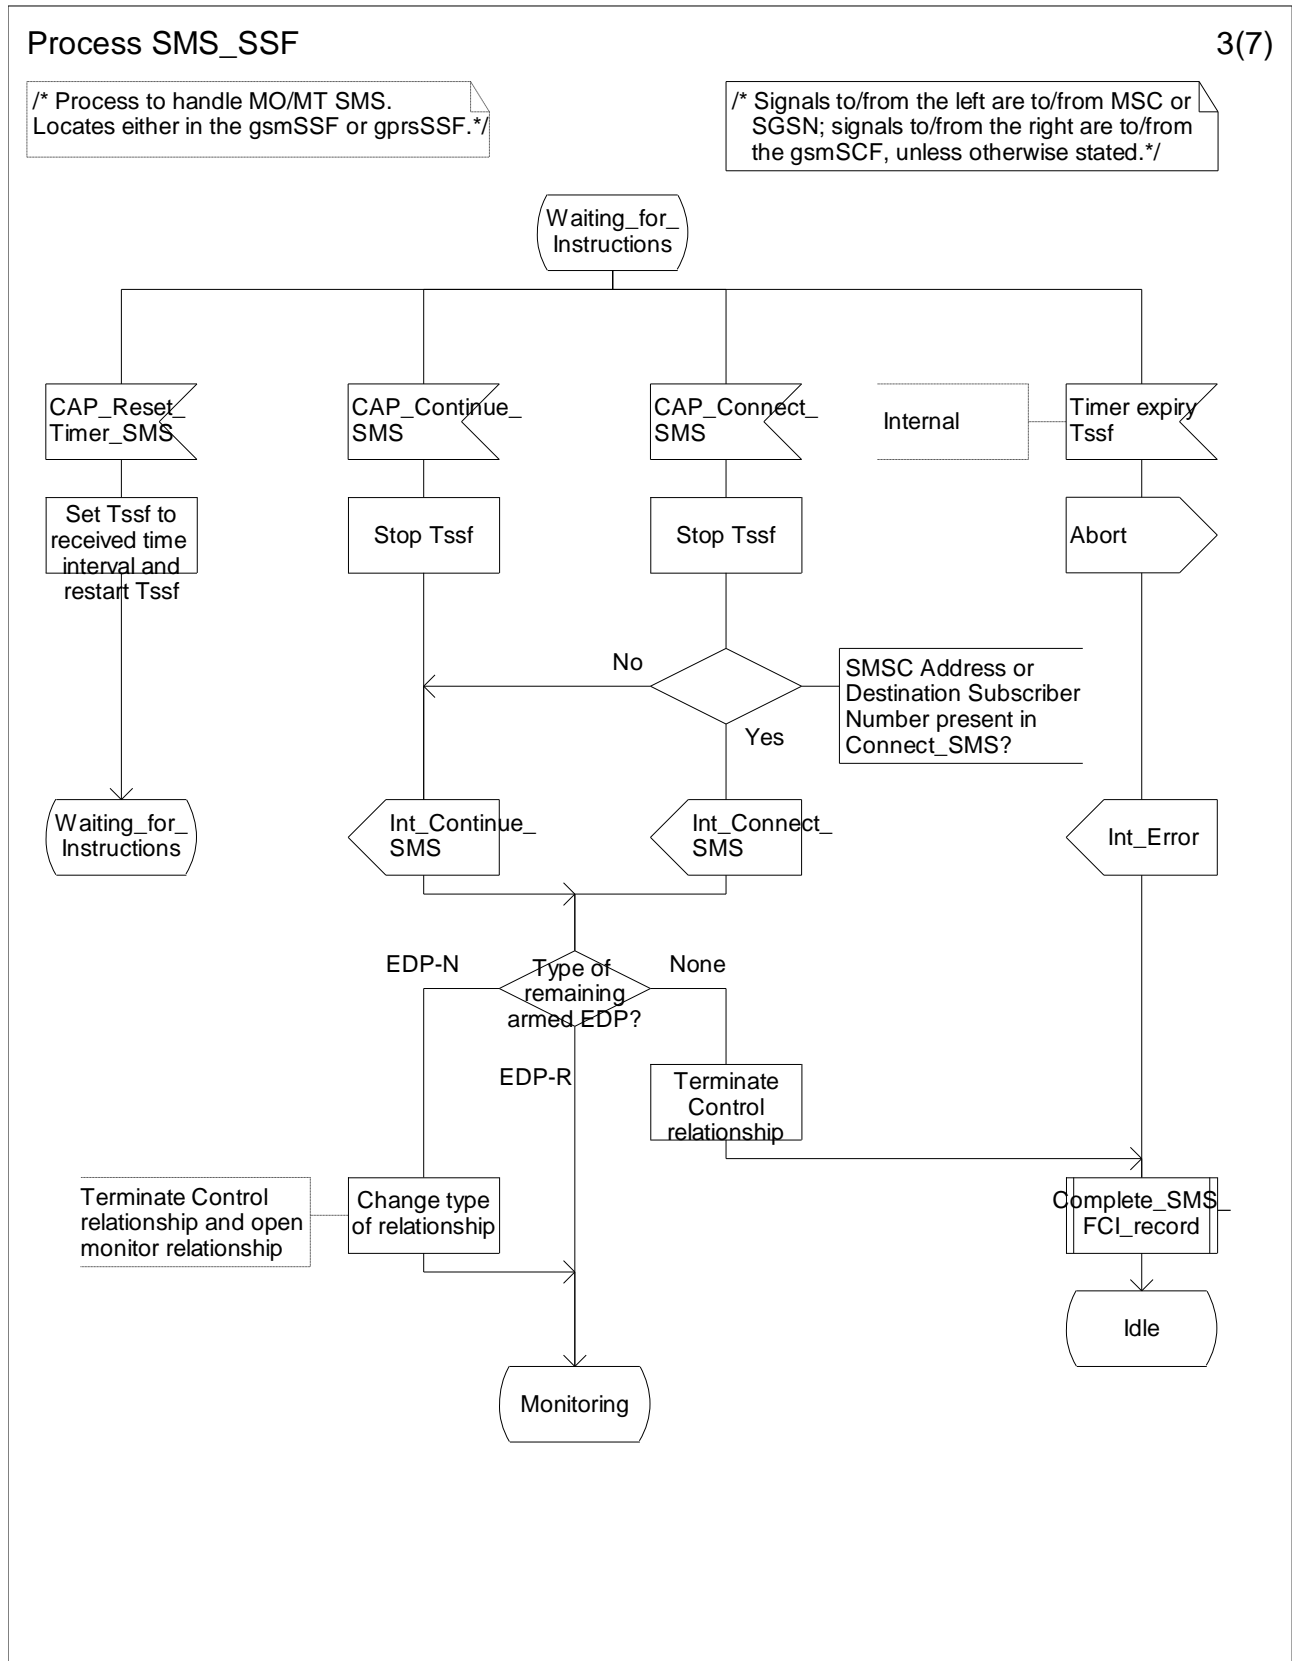 Process SMS_SSF
3(7)
/* Process to handle MO/MT SMS.
Locates either in the gsmSSF or gprsSSF.*/
/* Signals to/from the left are to/from MSC or
SGSN; signals to/from the right are to/from
the gsmSCF, unless otherwise stated.*/
Waiting_for_
Instructions
CAP_Reset_
Timer_SMS
CAP_Continue_
SMS
CAP_Connect_
SMS
Internal
Timer expiry
Tssf
Set Tssf to
received time
interval and
restart Tssf
Stop Tssf
Stop Tssf
Abort
No
Yes
SMSC Address or
Destination Subscriber
Number present in
Connect_SMS?
Waiting_for_
Instructions
Int_Continue_
SMS
Int_Connect_
SMS
Int_Error
EDP-N
Type of
remaining
armed EDP?
None
EDP-R
Terminate
Control
relationship
Terminate Control
relationship and open
monitor relationship
Change type
of relationship
Complete_SMS_
FCI_record
Idle
Monitoring